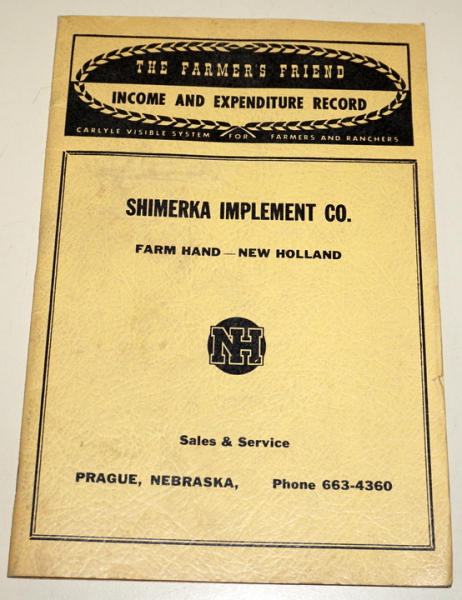 THE FARMER'S FRIEND
INCOME AND EXPENDITURE RECORD
CARLYLE VISIBLE SYSTEM FOR FARMERS AND RANCHERS
SHIMERKA IMPLEMENT CO.
FARM HAND — NEW HOLLAND
NH
Sales & Service
PRAGUE, NEBRASKA, Phone 663-4360